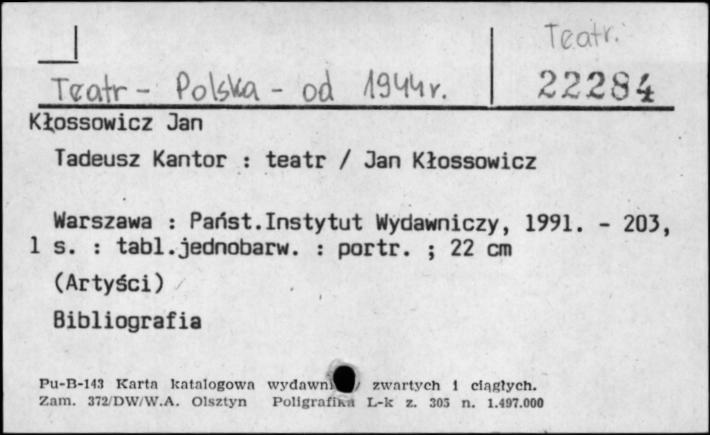 Teatr.
Teatr - Polska - od 1944r.
22284
Kłossowicz Jan
Tadeusz Kantor : teatr / Jan Kłossowicz
Warszawa : Państ.Instytut Wydawniczy, 1991. - 203,
1 s. : tabl.jednobarw. : portr. ; 22 cm
(Artyści)
Bibliografia
Pu-B-143 Karta katalogowa zwartych i ciągłych.
Zam. 372/DW/W.A. Olsztyn Poligrafika L-k z. 305 n. 1.497.000